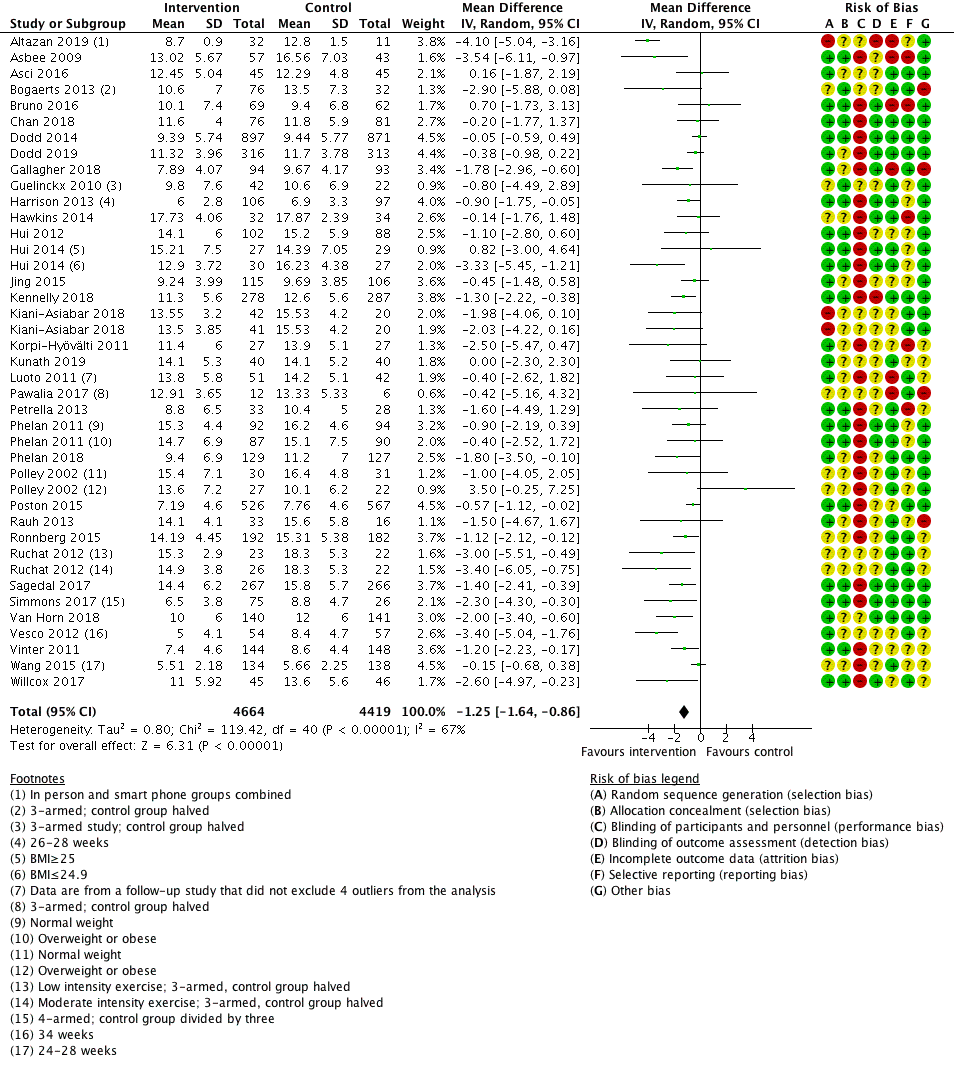 Intervention Control Mean Difference Mean Difference Risk of Bias
Study or Subgroup Mean SD Total Mean SD Total Weight IV, Random, 95% CI IV, Random, 95% CI A B C D E F G
Altazan 2019 (1) 8.7 0.9 32 12.8 1.5 11 3.8% −4.10 [−5.04, −3.16]
Asbee 2009 13.02 5.67 57 16.56 7.03 43 1.6% −3.54 [−6.11, −0.97]
Asci 2016 12.45 5.04 45 12.29 4.8 45 2.1% 0.16 [−1.87, 2.19]
Bogaerts 2013 (2) 10.6 7 76 13.5 7.3 32 1.3% −2.90 [−5.88, 0.08]
Bruno 2016 10.1 7.4 69 9.4 6.8 62 1.7% 0.70 [−1.73, 3.13]
Chan 2018 11.6 4 76 11.8 5.9 81 2.7% −0.20 [−1.77, 1.37]
Dodd 2014 9.39 5.74 897 9.44 5.77 871 4.5% −0.05 [−0.59, 0.49]
Dodd 2019 11.32 3.96 316 11.7 3.78 313 4.4% −0.38 [−0.98, 0.22]
Gallagher 2018 7.89 4.07 94 9.67 4.17 93 3.3% −1.78 [−2.96, −0.60]
Guelinckx 2010 (3) 9.8 7.6 42 10.6 6.9 22 0.9% −0.80 [−4.49, 2.89]
Harrison 2013 (4) 6 2.8 106 6.9 3.3 97 4.0% −0.90 [−1.75, −0.05]
Hawkins 2014 17.73 4.06 32 17.87 2.39 34 2.6% −0.14 [−1.76, 1.48]
Hui 2012 14.1 6 102 15.2 5.9 88 2.5% −1.10 [−2.80, 0.60]
Hui 2014 (5) 15.21 7.5 27 14.39 7.05 29 0.9% 0.82 [−3.00, 4.64]
Hui 2014 (6) 12.9 3.72 30 16.23 4.38 27 2.0% −3.33 [−5.45, −1.21]
Jing 2015 9.24 3.99 115 9.69 3.85 106 3.6% −0.45 [−1.48, 0.58]
Kennelly 2018 11.3 5.6 278 12.6 5.6 287 3.8% −1.30 [−2.22, −0.38]
Kiani−Asiabar 2018 13.55 3.2 42 15.53 4.2 20 2.0% −1.98 [−4.06, 0.10]
Kiani−Asiabar 2018 13.5 3.85 41 15.53 4.2 20 1.9% −2.03 [−4.22, 0.16]
Korpi−Hyövälti 2011 11.4 6 27 13.9 5.1 27 1.3% −2.50 [−5.47, 0.47]
Kunath 2019 14.1 5.3 40 14.1 5.2 40 1.8% 0.00 [−2.30, 2.30]
Luoto 2011 (7) 13.8 5.8 51 14.2 5.1 42 1.9% −0.40 [−2.62, 1.82]
Pawalia 2017 (8) 12.91 3.65 12 13.33 5.33 6 0.6% −0.42 [−5.16, 4.32]
Petrella 2013 8.8 6.5 33 10.4 5 28 1.3% −1.60 [−4.49, 1.29]
Phelan 2011 (9) 15.3 4.4 92 16.2 4.6 94 3.1% −0.90 [−2.19, 0.39]
Phelan 2011 (10) 14.7 6.9 87 15.1 7.5 90 2.0% −0.40 [−2.52, 1.72]
Phelan 2018 9.4 6.9 129 11.2 7 127 2.5% −1.80 [−3.50, −0.10]
Polley 2002 (11) 15.4 7.1 30 16.4 4.8 31 1.2% −1.00 [−4.05, 2.05]
Polley 2002 (12) 13.6 7.2 27 10.1 6.2 22 0.9% 3.50 [−0.25, 7.25]
Poston 2015 7.19 4.6 526 7.76 4.6 567 4.5% −0.57 [−1.12, −0.02]
Rauh 2013 14.1 4.1 33 15.6 5.8 16 1.2% −1.50 [−4.67, 1.67]
Ronnberg 2015 14.19 4.45 192 15.31 5.38 182 3.6% −1.12 [−2.12, −0.12]
Ruchat 2012 (13) 15.3 2.9 23 18.3 5.3 22 1.6% −3.00 [−5.51, −0.49]
Ruchat 2012 (14) 14.9 3.8 26 18.3 5.3 22 1.5% −3.40 [−6.05, −0.75]
Sagedal 2017 14.4 6.2 267 15.8 5.7 266 3.6% −1.40 [−2.41, −0.39]
Simmons 2017 (15) 6.5 3.8 75 8.8 4.7 26 2.1% −2.30 [−4.30, −0.30]
Van Horn 2018 10 6 140 12 6 141 2.9% −2.00 [−3.40, −0.60]
Vesco 2012 (16) 5 4.1 54 8.4 4.7 57 2.6% −3.40 [−5.04, −1.76]
Vinter 2011 7.4 4.6 144 8.6 4.4 148 3.6% −1.20 [−2.23, −0.17]
Wang 2015 (17) 5.51 2.18 134 5.66 2.25 138 4.5% −0.15 [−0.68, 0.38]
Willcox 2017 11 5.92 45 13.6 5.6 46 1.7% −2.60 [−4.97, −0.23]
Total (95% CI) 4664 4419 100.0% −1.25 [−1.64, −0.86]
Heterogeneity: Tau² = 0.80; Chi² = 119.42, df = 40 (P < 0.00001); I² = 67%
Test for overall effect: Z = 6.31 (P < 0.00001)
−4 −2 0 2 4
Favours intervention Favours control
Footnotes
(1) In person and smart phone groups combined
(2) 3−armed; control group halved
(3) 3−armed study; control group halved
(4) 26−28 weeks
(5) BMI≥25
(6) BMI≤24.9
(7) Data are from a follow−up study that did not exclude 4 outliers from the analysis
(8) 3−armed; control group halved
(9) Normal weight
(10) Overweight or obese
(11) Normal weight
(12) Overweight or obese
(13) Low intensity exercise; 3−armed, control group halved
(14) Moderate intensity exercise; 3−armed, control group halved
(15) 4−armed; control group divided by three
(16) 34 weeks
(17) 24−28 weeks
Risk of bias legend
(A) Random sequence generation (selection bias)
(B) Allocation concealment (selection bias)
(C) Blinding of participants and personnel (performance bias)
(D) Blinding of outcome assessment (detection bias)
(E) Incomplete outcome data (attrition bias)
(F) Selective reporting (reporting bias)
(G) Other bias